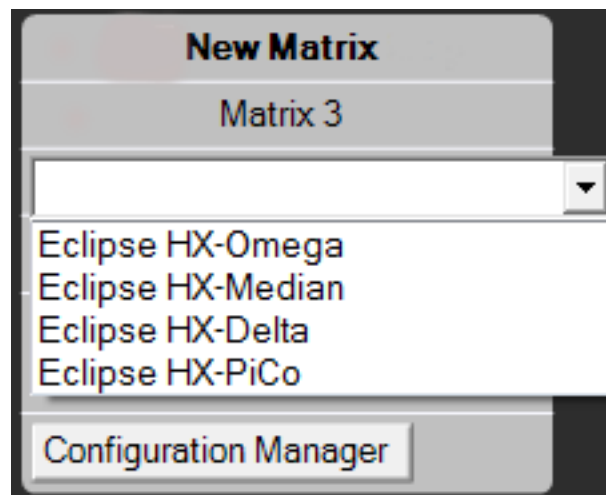 New Matrix
Matrix 3
Eclipse HX-Omega
Eclipse HX-Median
Eclipse HX-Delta
Eclipse HX-PiCo
Configuration Manager